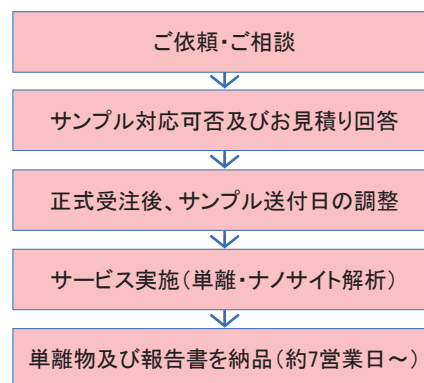 ご依頼・ご相談
サンプル対応可否及びお見積り回答
正式受注後、サンプル送付日の調整
サービス実施(単離・ナノサイト解析)
単離物及び報告書を納品(約7営業日～)